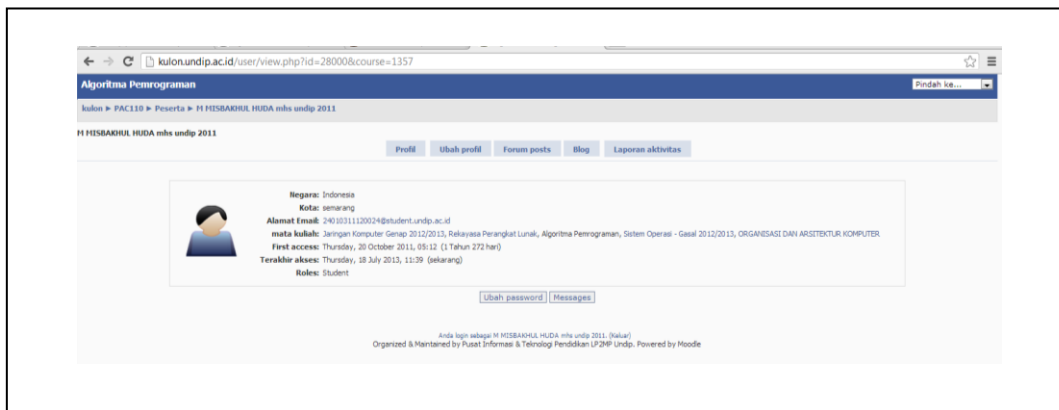 kulon.undip.ac.id/user/view.php?id=28000&course=1357
Algoritma Pemrograman
Pindah ke...
kulon ► PAC110 ► Peserta ► M MISBAKHUL HUDA mhs undip 2011
M MISBAKHUL HUDA mhs undip 2011
Profil Ubah profil Forum posts Blog Laporan aktivitas
Negara: Indonesia
Kota: semarang
Alamat Email: 24010311120024@student.undip.ac.id
mata kuliah: Jaringan Komputer Genap 2012/2013, Rekayasa Perangkat Lunak, Algoritma Pemrograman, Sistem Operasi - Gasal 2012/2013, ORGANISASI DAN ARSITEKTUR KOMPUTER
First access: Thursday, 20 October 2011, 05:12 (1 Tahun 272 hari)
Terakhir akses: Thursday, 18 July 2013, 11:39 (sekarang)
Roles: Student
Ubah password Messages
Anda login sebagai M MISBAKHUL HUDA mhs undip 2011. (Keluar)
Organized & Maintained by Pusat Informasi & Teknologi Pendidikan LP2MP Undip. Powered by Moodle